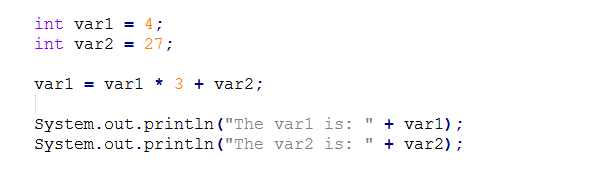 int var1 = 4;
int var2 = 27;
var1 = var1 * 3 + var2;
System.out.println("The var1 is: " + var1);
System.out.println("The var2 is: " + var2);